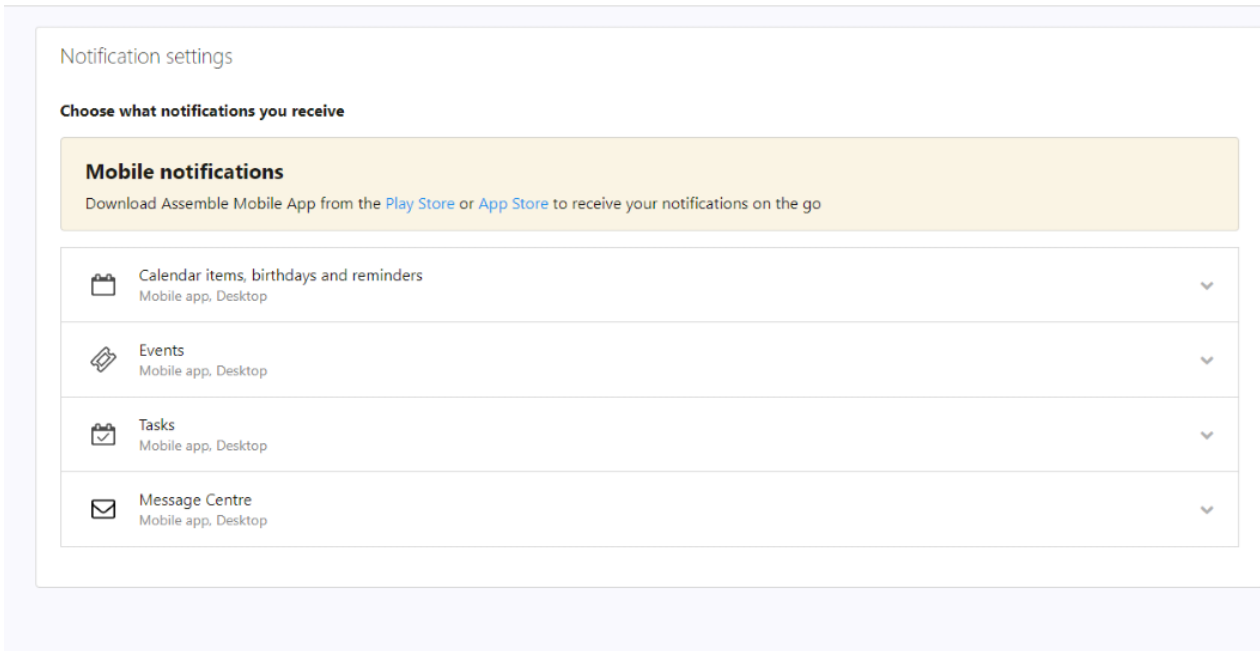 Notification settings
Choose what notifications you receive
Mobile notifications
Download Assemble Mobile App from the Play Store or App Store to receive your notifications on the go
Calendar items, birthdays and reminders
Mobile app, Desktop
Events
Mobile app, Desktop
Tasks
Mobile app, Desktop
Message Centre
Mobile app, Desktop